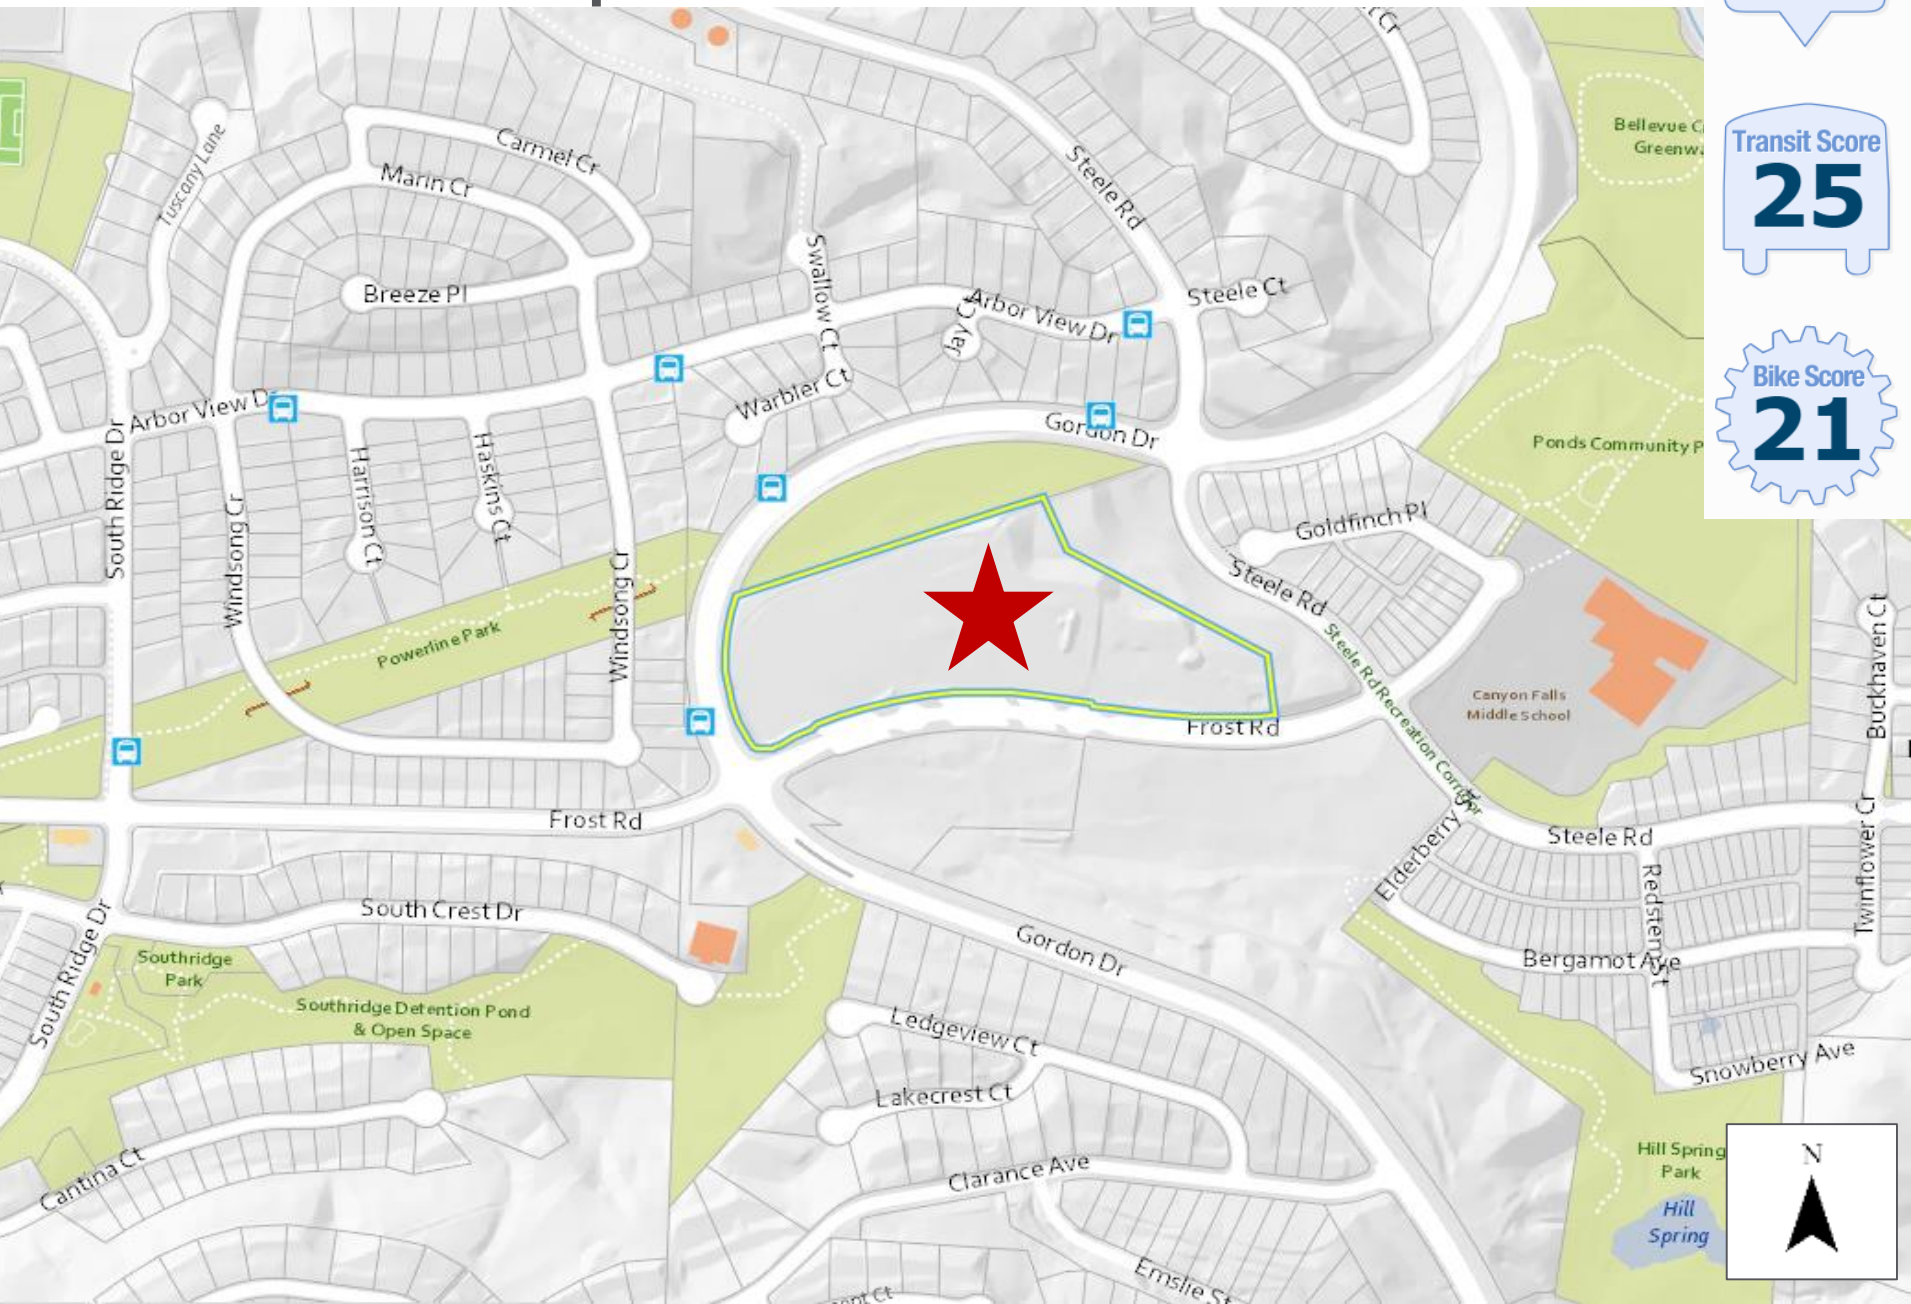 Transit Score
25
Bike Score
21
Tuscany Lane
Carmel Cr
Marin Cr
Breeze Pl
Swallow Ct
Steele Rd
Steele Ct
Arbor View Dr
Jay Ct
Warbler Ct
Arbor View Dr
South Ridge Dr
Harrison Ct
Haskins Ct
Windsong Cr
Windsong Cr
Gordon Dr
Goldfinch Pl
Steele Rd
Steele Rd Recreation Corridor
Ponds Community
Bellevue
Canyon Falls
Middle School
Powerline Park
Frost Rd
Frost Rd
Buckhaven Ct
Twinflower Cr
Steele Rd
Elderberry
Redstem St
Bergamot Ave
Snowberry Ave
South Crest Dr
South Ridge Dr
Southridge
Park
Southridge Detention Pond
& Open Space
Gordon Dr
Ledgeview Ct
Lakecrest Ct
Clarance Ave
Cantina Ct
Emslie St
Hill Spring
Park
Hill
Spring
N